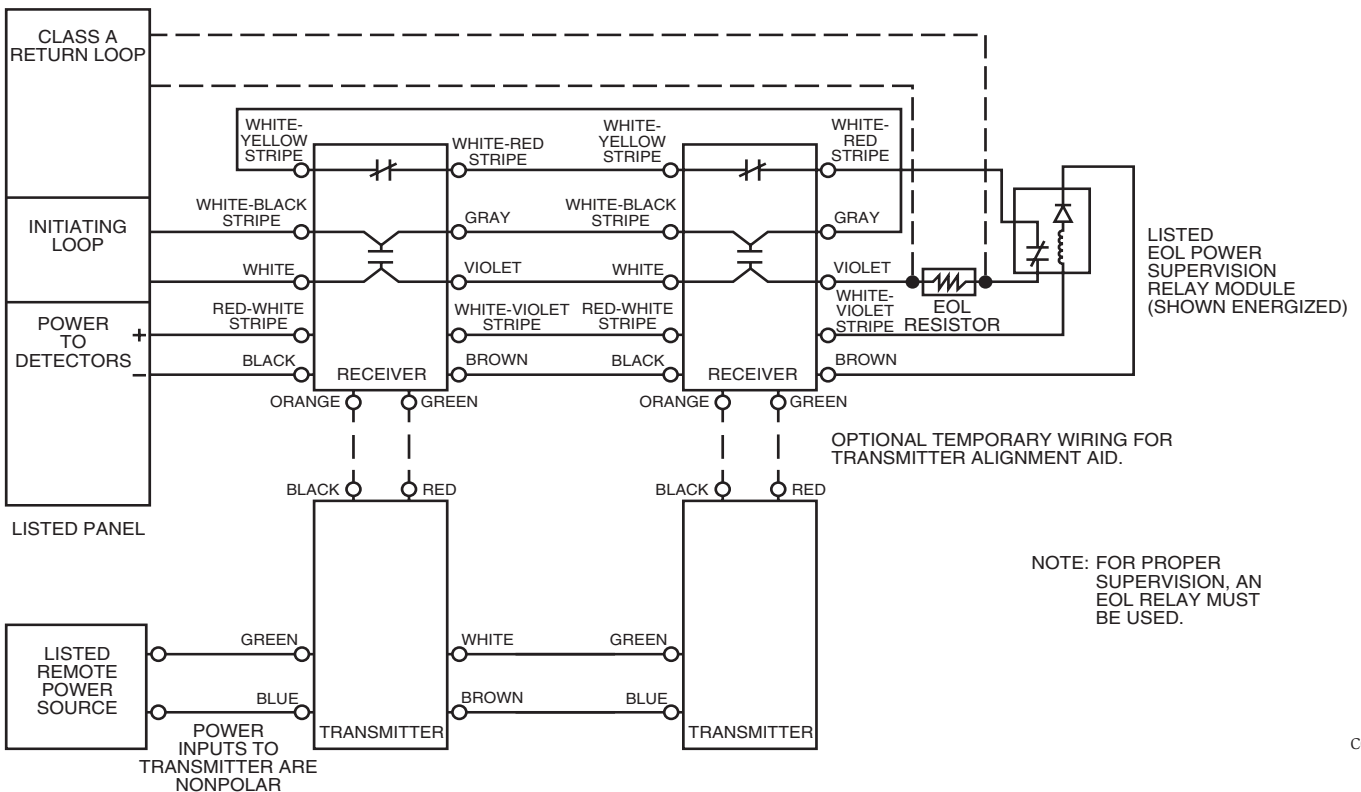 CLASS A
RETURN LOOP
WHITE-
YELLOW
STRIPE
WHITE-RED
STRIPE
WHITE-
YELLOW
STRIPE
WHITE-
RED
STRIPE
INITIATING
LOOP
WHITE-BLACK
STRIPE
GRAY
WHITE-BLACK
STRIPE
GRAY
WHITE
VIOLET
WHITE
VIOLET
LISTED
EOL POWER
SUPERVISION
RELAY MODULE
(SHOWN ENERGIZED)
EOL
RESISTOR
POWER
TO
DETECTORS
+
–
RED-WHITE
STRIPE
WHITE-VIOLET
STRIPE
RED-WHITE
STRIPE
WHITE-
VIOLET
STRIPE
BLACK
BROWN
BLACK
BROWN
RECEIVER
RECEIVER
ORANGE
GREEN
ORANGE
GREEN
OPTIONAL TEMPORARY WIRING FOR
TRANSMITTER ALIGNMENT AID.
BLACK
RED
BLACK
RED
LISTED PANEL
NOTE: FOR PROPER
SUPERVISION, AN
EOL RELAY MUST
BE USED.
LISTED
REMOTE
POWER
SOURCE
GREEN
WHITE
GREEN
BLUE
BROWN
BLUE
TRANSMITTER
TRANSMITTER
POWER
INPUTS TO
TRANSMITTER ARE
NONPOLAR
C